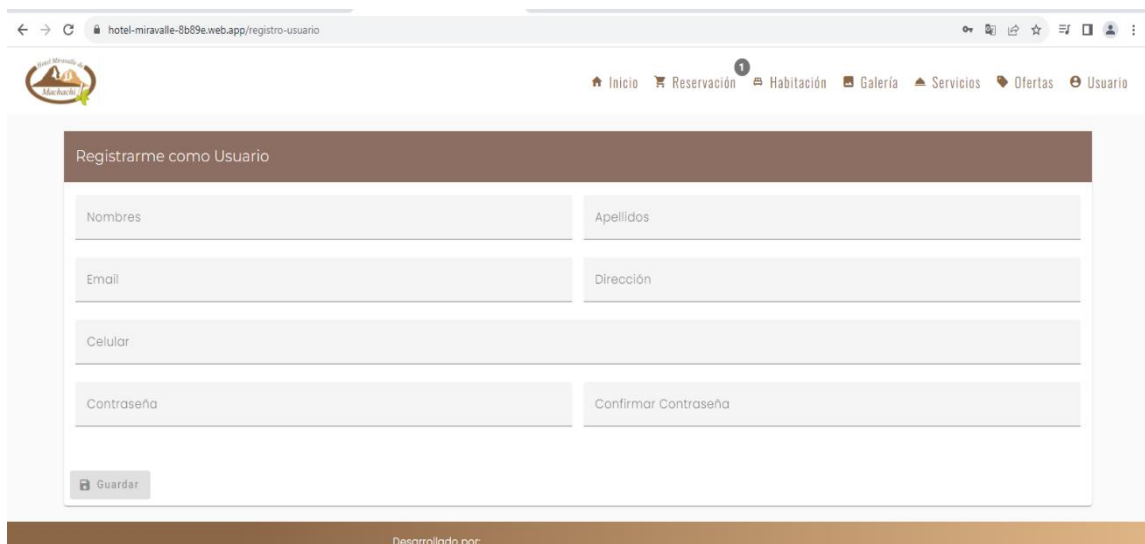 hotel-miravalle-8b89e.web.app/registro-usuario
Hotel Miravalle de
Machachi
1
Inicio Reservación Habitación Galería Servicios Ofertas Usuario
Registrarme como Usuario
Nombres Apellidos
Email Dirección
Celular
Contraseña Confirmar Contraseña
Guardar
Desarrollado por: